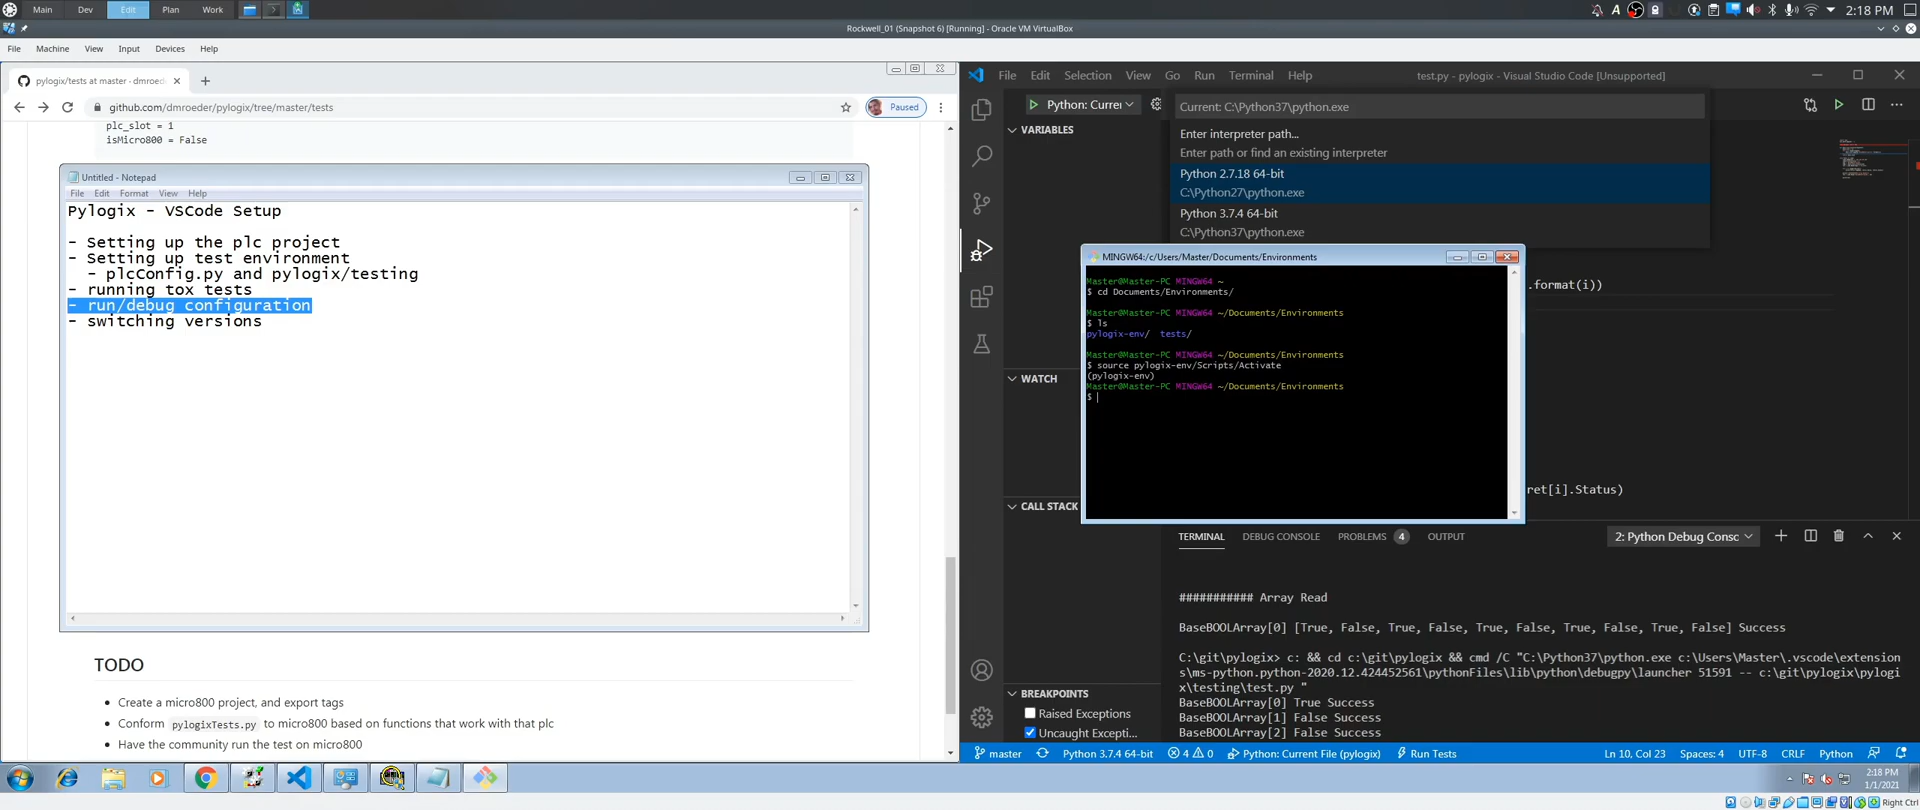 Main Dev Edit Plan Work
2:18 PM
Rockwell_01 (Snapshot 6) [Running] - Oracle VM VirtualBox
File Machine View Input Devices Help
pylogix/tests at master · dmroed
github.com/dmroeder/pylogix/tree/master/tests
Paused
plc_slot = 1
isMicro800 = False
Untitled - Notepad
File Edit Format View Help
Pylogix - VSCode Setup
- Setting up the plc project
- Setting up test environment
- plcConfig.py and pylogix/testing
- running tox tests
- run/debug configuration
- switching versions
TODO
Create a micro800 project, and export tags
Conform pylogixTests.py to micro800 based on functions that work with that plc
Have the community run the test on micro800
File Edit Selection View Go Run Terminal Help
test.py - pylogix - Visual Studio Code [Unsupported]
Python: Curre
Current: C:\Python37\python.exe
Enter interpreter path...
Enter path or find an existing interpreter
Python 2.7.18 64-bit
C:\Python27\python.exe
Python 3.7.4 64-bit
C:\Python37\python.exe
VARIABLES
WATCH
CALL STACK
BREAKPOINTS
Raised Exceptions
Uncaught Excepti...
.format(i))
ret[i].Status)
MINGW64:/c/Users/Master/Documents/Environments
Master@Master-PC MINGW64 ~
$ cd Documents/Environments/
Master@Master-PC MINGW64 ~/Documents/Environments
$ ls
pylogix-env/ tests/
Master@Master-PC MINGW64 ~/Documents/Environments
$ source pylogix-env/Scripts/Activate
(pylogix-env)
Master@Master-PC MINGW64 ~/Documents/Environments
$
TERMINAL DEBUG CONSOLE PROBLEMS 4 OUTPUT
2: Python Debug Consc
########### Array Read
BaseBOOLArray[0] [True, False, True, False, True, False, True, False, True, False] Success
C:\git\pylogix> c: && cd c:\git\pylogix && cmd /C "C:\Python37\python.exe c:\Users\Master\.vscode\extension
s\ms-python.python-2020.12.424452561\pythonFiles\lib\python\debugpy\launcher 51591 -- c:\git\pylogix\pylogi
x\testing\test.py "
BaseBOOLArray[0] True Success
BaseBOOLArray[1] False Success
BaseBOOLArray[2] False Success
master Python 3.7.4 64-bit 4 0 Python: Current File (pylogix) Run Tests
Ln 10, Col 23 Spaces: 4 UTF-8 CRLF Python
2:18 PM
1/1/2021
Right Ctrl